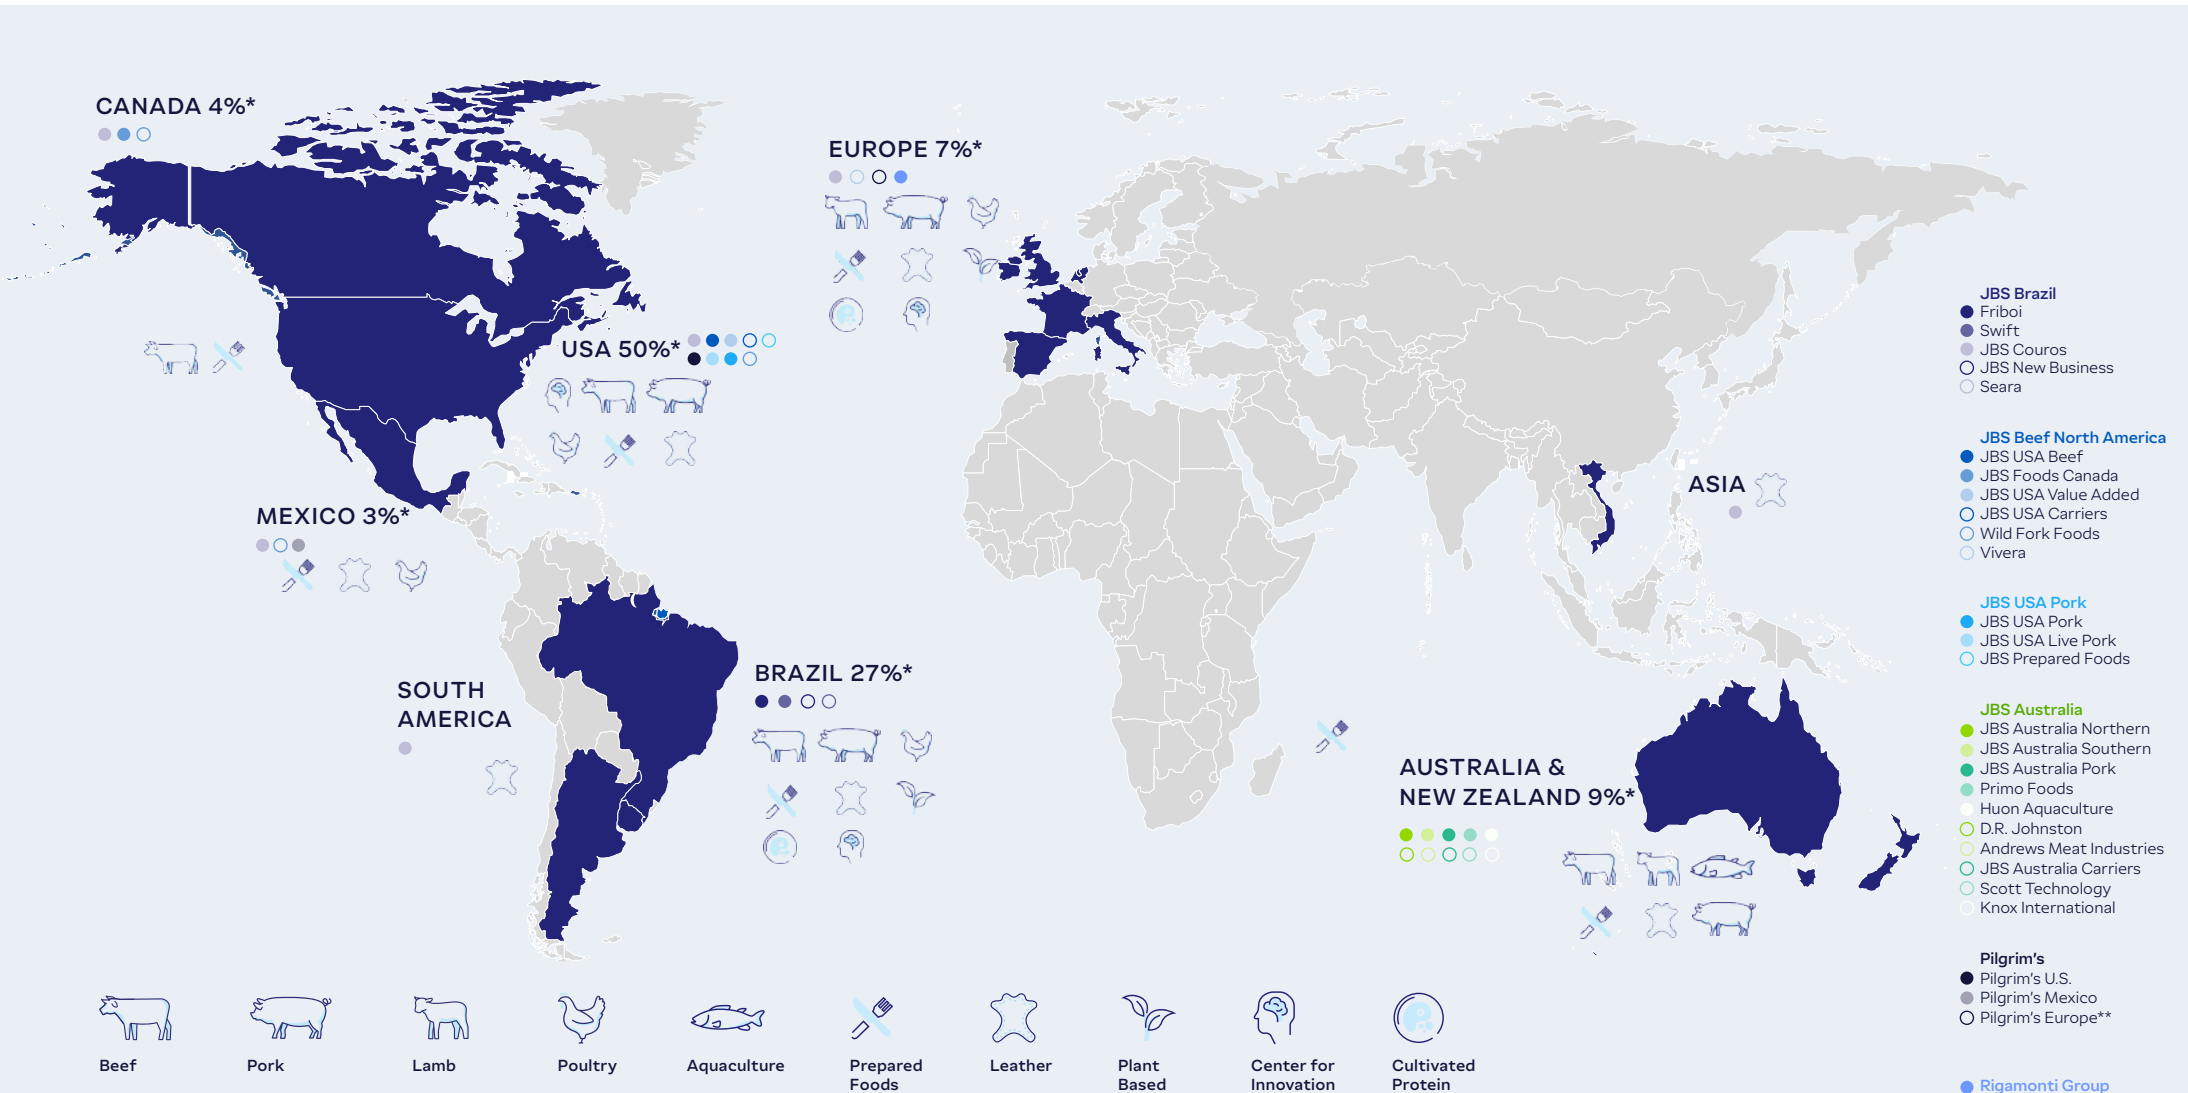 CANADA 4%*
EUROPE 7%*
USA 50%*
MEXICO 3%*
ASIA
SOUTH
AMERICA
BRAZIL 27%*
AUSTRALIA &
NEW ZEALAND 9%*
JBS Brazil
Friboi
Swift
JBS Couros
JBS New Business
Seara
JBS Beef North America
JBS USA Beef
JBS Foods Canada
JBS USA Value Added
JBS USA Carriers
Wild Fork Foods
Vivera
JBS USA Pork
JBS USA Pork
JBS USA Live Pork
JBS Prepared Foods
JBS Australia
JBS Australia Northern
JBS Australia Southern
JBS Australia Pork
Primo Foods
Huon Aquaculture
D.R. Johnston
Andrews Meat Industries
JBS Australia Carriers
Scott Technology
Knox International
Pilgrim's
Pilgrim's U.S.
Pilgrim's Mexico
Pilgrim's Europe**
Rigamonti Group
Beef
Pork
Lamb
Poultry
Aquaculture
Prepared
Foods
Leather
Plant
Based
Center for
Innovation
Cultivated
Protein